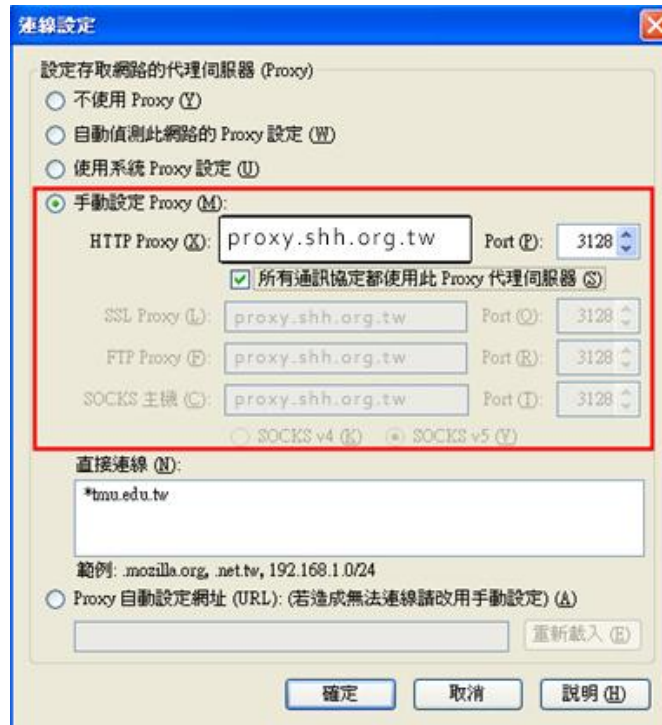 連線設定
設定存取網路的代理伺服器 (Proxy)
不使用 Proxy (Y)
自動偵測此網路的 Proxy 設定 (W)
使用系統 Proxy 設定 (U)
手動設定 Proxy (M):
HTTP Proxy (X): proxy.shh.org.tw Port (P): 3128
所有通訊協定都使用此 Proxy 代理伺服器 (S)
SSL Proxy (L): proxy.shh.org.tw Port (O): 3128
FTP Proxy (F): proxy.shh.org.tw Port (R): 3128
SOCKS 主機 (C): proxy.shh.org.tw Port (T): 3128
SOCKS v4 (K) SOCKS v5 (V)
直接連線 (N):
*tmu.edu.tw
範例: .mozilla.org, .net.tw, 192.168.1.0/24
Proxy 自動設定網址 (URL): (若造成無法連線請改用手動設定) (A)
重新載入 (E)
確定 取消 說明 (H)